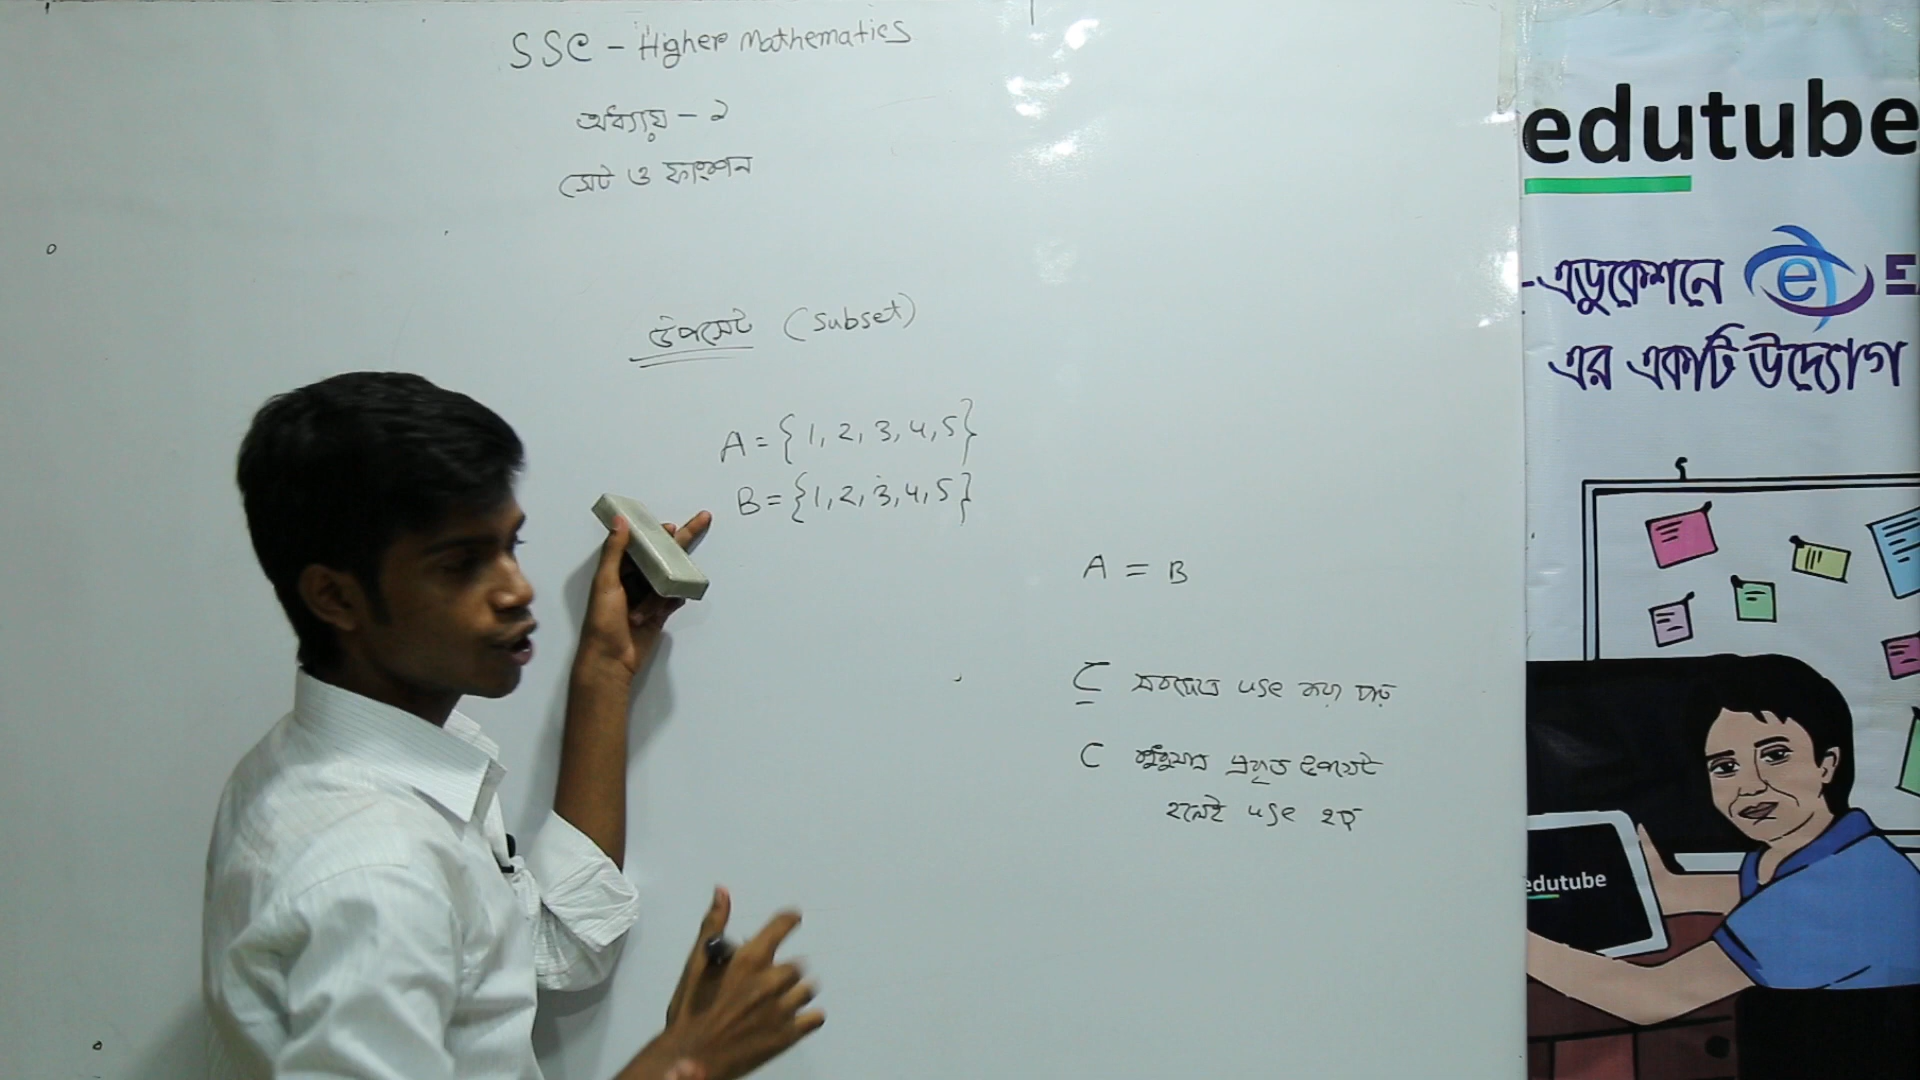 SSC - Higher Mathematics
অধ্যায় - ১
সেট ও ফাংশন
উপসেট (subset)
A = {1, 2, 3, 4, 5}
B = {1, 2, 3, 4, 5}
A = B
⊆ সবক্ষেত্রে use করা যায়
⊂ শুধুমাত্র প্রকৃত উপসেট
হলেই use হয়
edutube
-এডুকেশনে e E
এর একটি উদ্যোগ
edutube